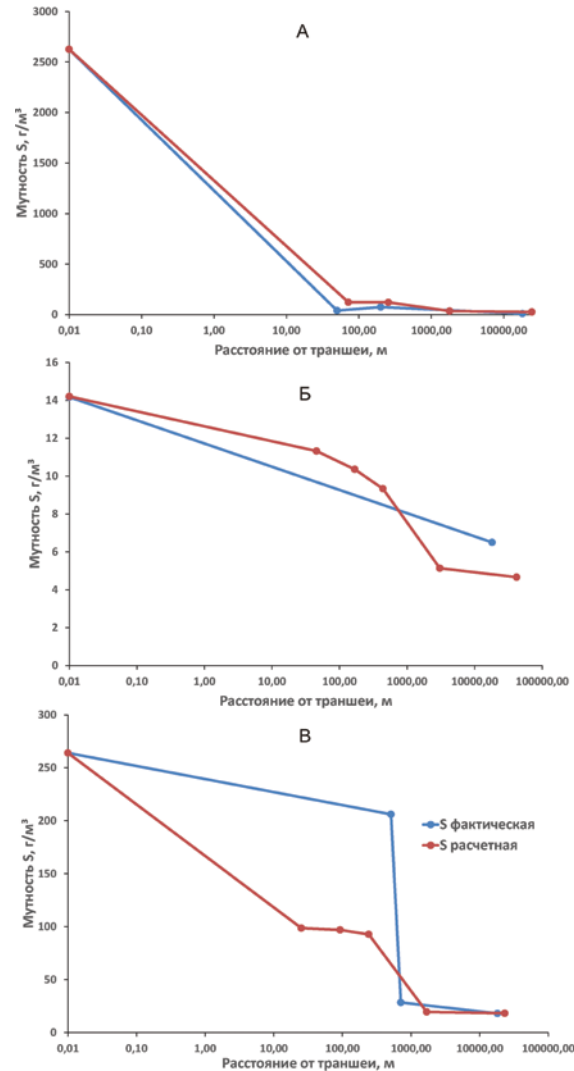 А
Мутность S, г/м³
3000
2500
2000
1500
1000
500
0
0,01 0,10 1,00 10,00 100,00 1000,00 10000,00
Расстояние от траншеи, м
Б
Мутность S, г/м³
16
14
12
10
8
6
4
2
0
0,01 0,10 1,00 10,00 100,00 1000,00 10000,00 100000,00
Расстояние от траншеи, м
В
Мутность S, г/м³
300
250
200
150
100
50
0
S фактическая
S расчетная
0,01 0,10 1,00 10,00 100,00 1000,00 10000,00 100000,00
Расстояние от траншеи, м